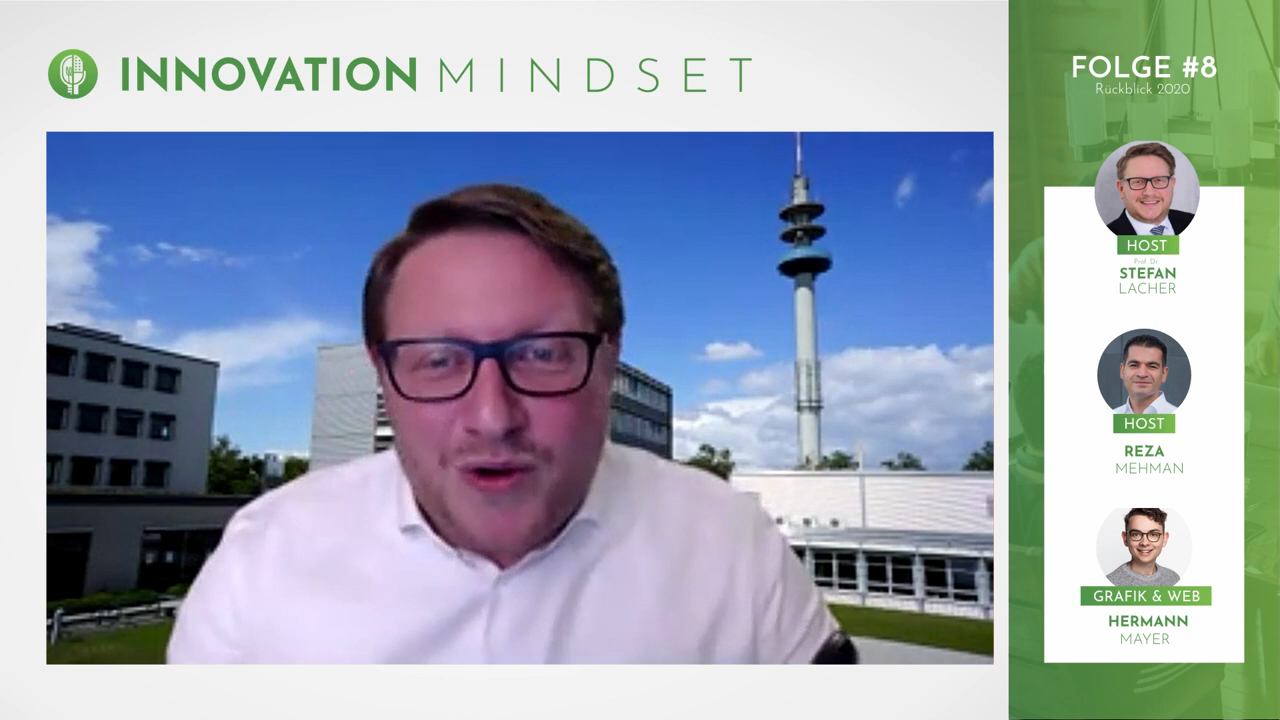 INNOVATION MINDSET
FOLGE #8
Rückblick 2020
HOST
Prof. Dr.
STEFAN
LACHER
HOST
REZA
MEHMAN
GRAFIK & WEB
HERMANN
MAYER